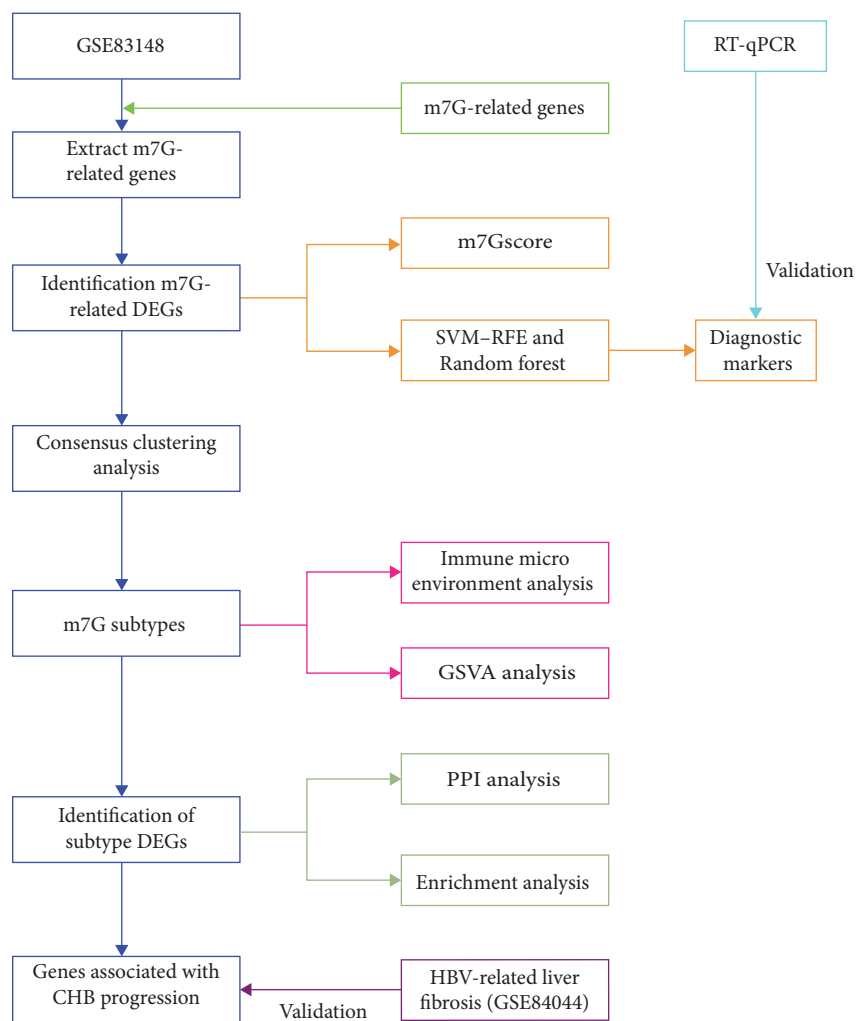 GSE83148
RT-qPCR
m7G-related genes
Extract m7G-
related genes
m7Gscore
Identification m7G-
related DEGs
Validation
SVM–RFE and
Random forest
Diagnostic
markers
Consensus clustering
analysis
Immune micro
environment analysis
m7G subtypes
GSVA analysis
PPI analysis
Identification of
subtype DEGs
Enrichment analysis
Genes associated with
CHB progression
Validation
HBV-related liver
fibrosis (GSE84044)